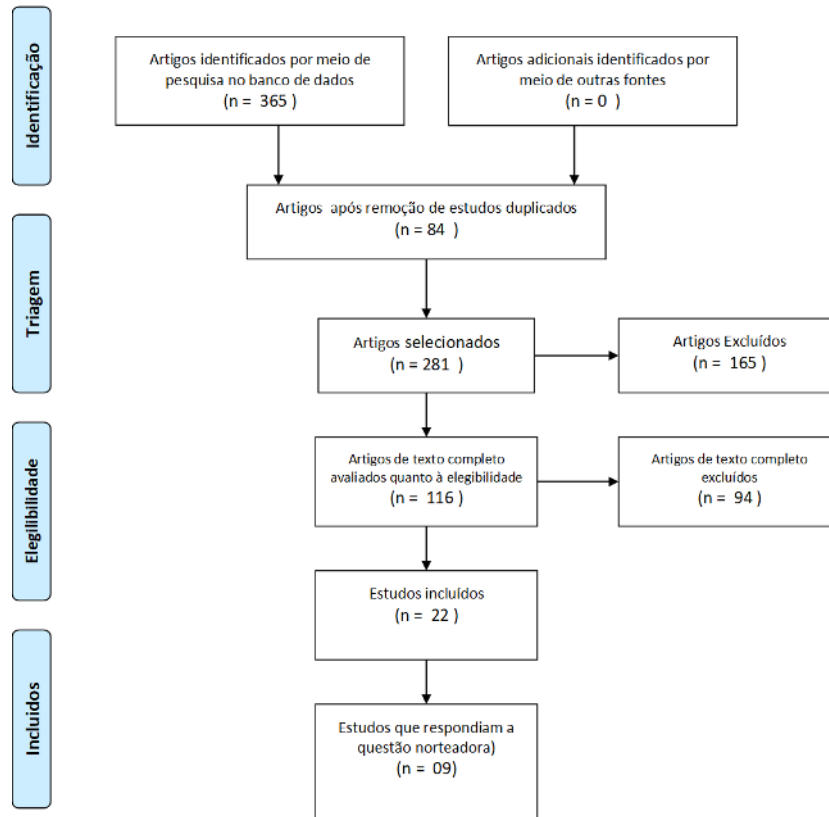 Identificação
Artigos identificados por meio de
pesquisa no banco de dados
(n = 365)
Artigos adicionais identificados por
meio de outras fontes
(n = 0 )
Artigos após remoção de estudos duplicados
(n = 84 )
Triagem
Artigos selecionados
(n = 281 )
Artigos Excluídos
(n = 165 )
Elegilibilidade
Artigos de texto completo
avaliados quanto à elegibilidade
(n = 116 )
Artigos de texto completo
excluídos
(n = 94 )
Estudos incluídos
(n = 22 )
Incluidos
Estudos que respondiam a
questão norteadora)
(n = 09)